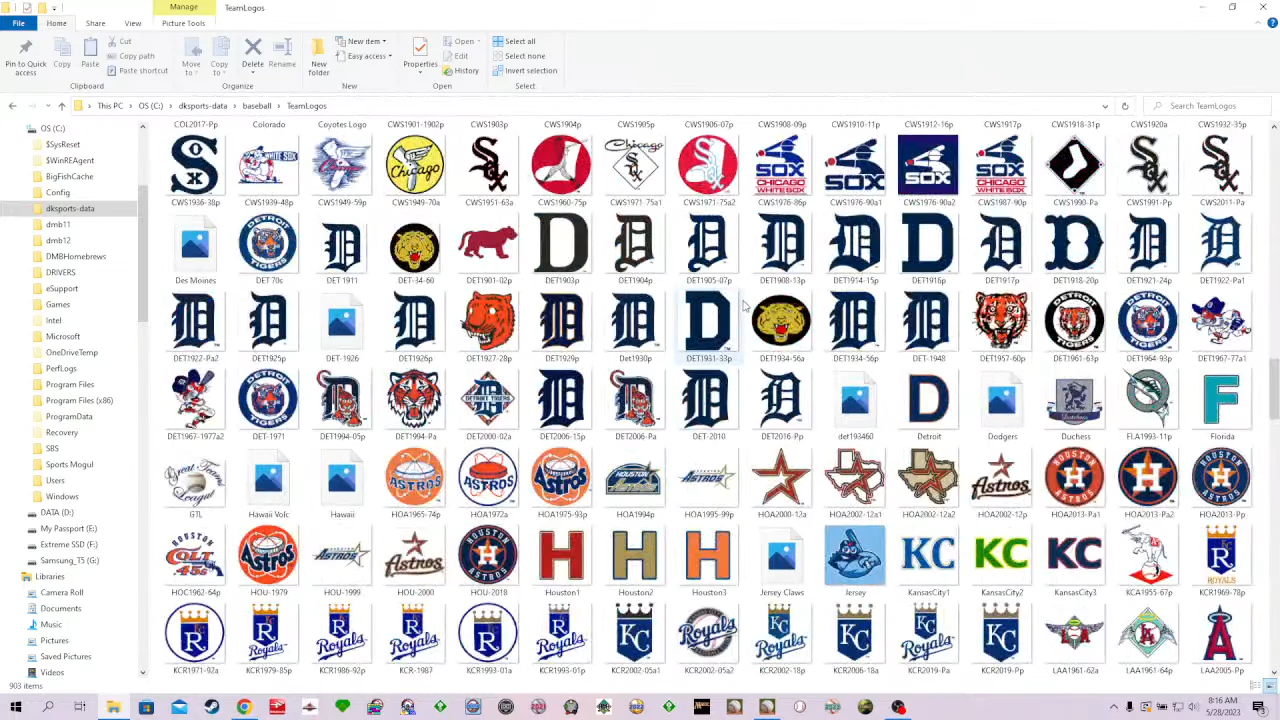 Manage TeamLogos
File Home Share View Picture Tools
Pin to Quick access Copy Paste Cut Copy path Paste shortcut Move to Copy to Delete Rename New folder New item Easy access Properties Open Edit History Select all Select none Invert selection
Clipboard Organize New Open Select
This PC OS (C:) dksports-data baseball TeamLogos Search TeamLogos
OS (C:)
$SysReset
$WinREAgent
BigFishCache
Config
dksports-data
dmb11
dmb12
DMBHomebrews
DRIVERS
eSupport
Games
Intel
Microsoft
OneDriveTemp
PerfLogs
Program Files
Program Files (x86)
ProgramData
Recovery
SBS
Sports Mogul
Users
Windows
DATA (D:)
My Passport (E:)
Extreme SSD (F:)
Samsung_T5 (G:)
Libraries
Camera Roll
Documents
Music
Pictures
Saved Pictures
Videos
COL2017-Pp Colorado Coyotes Logo CWS1901-1902p CWS1903p CWS1904p CWS1905p CWS1906-07p CWS1908-09p CWS1910-11p CWS1912-16p CWS1917p CWS1918-31p CWS1920a CWS1932-35p
CWS1936-38p CWS1939-48p CWS1949-59p CWS1949-70a CWS1951-63a CWS1960-75p CWS1971-75a1 CWS1971-75a2 CWS1976-86p CWS1976-90a1 CWS1976-90a2 CWS1987-90p CWS1990-Pa CWS1991-Pp CWS2011-Pa
Des Moines DET 70s DET1910 DET-34-60 DET1901-02p DET1903p DET1904p DET1905-07p DET1908-13p DET1914-15p DET1916p DET1917p DET1918-20p DET1921-24p DET1922-Pa1
DET1922-Pa2 DET1925p DET-1926 DET1926p DET1927-28p DET1929p Det1930p DET1931-33p DET1934-56a DET1934-56p DET-1948 DET1957-60p DET1961-63p DET1964-93p DET1967-77a1
DET1967-1977a2 DET-1971 DET1994-05p DET1994-Pa DET2000-02a DET2006-15p DET2006-Pa DET-2010 DET2016-Pp det193460 Detroit Dodgers Duchess FLA1993-11p Florida
GTL Hawaii Volc Hawaii HOA1965-74p HOA1972a HOA1975-93p HOA1994p HOA1995-99p HOA2000-12a HOA2002-12a1 HOA2002-12a2 HOA2002-12p HOA2013-Pa1 HOA2013-Pa2 HOA2013-Pp
HOC1962-64p HOU-1979 HOU-1999 HOU-2000 HOU-2018 Houston1 Houston2 Houston3 Jersey Claws Jersey KansasCity1 KansasCity2 KansasCity3 KCA1955-67p KCR1969-78p
KCR1971-92a KCR1979-85p KCR1986-92p KCR-1987 KCR1993-01a KCR1993-01p KCR2002-05a1 KCR2002-05a2 KCR2002-18p KCR2006-18a KCR2019-Pa KCR2019-Pp LAA1961-62a LAA1961-64p LAA2005-Pp
903 items
8:16 AM
5/28/2023